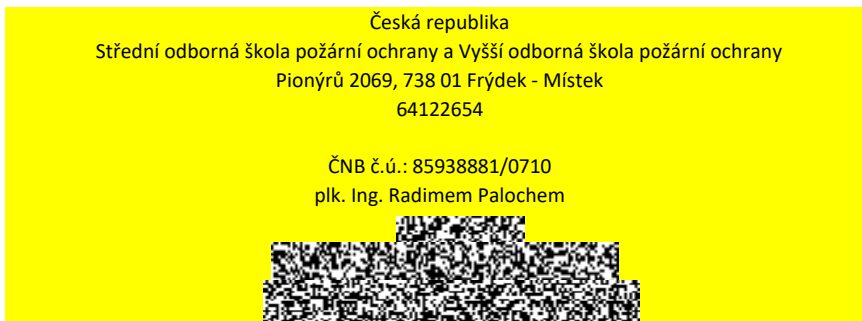 Česká republika
Střední odborná škola požární ochrany a Vyšší odborná škola požární ochrany
Pionýrů 2069, 738 01 Frýdek - Místek
64122654
ČNB č.ú.: 85938881/0710
plk. Ing. Radimem Palochem